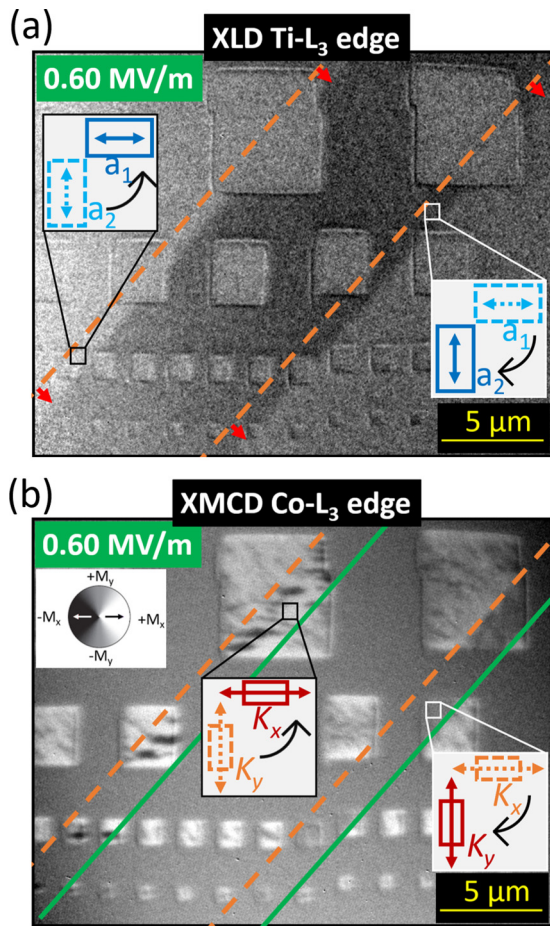 (a)
XLD Ti-L3 edge
0.60 MV/m
a1
a2
a1
a2
5 μm
(b)
XMCD Co-L3 edge
0.60 MV/m
+My
-Mx
+Mx
-My
Kx
Ky
Kx
Ky
5 μm